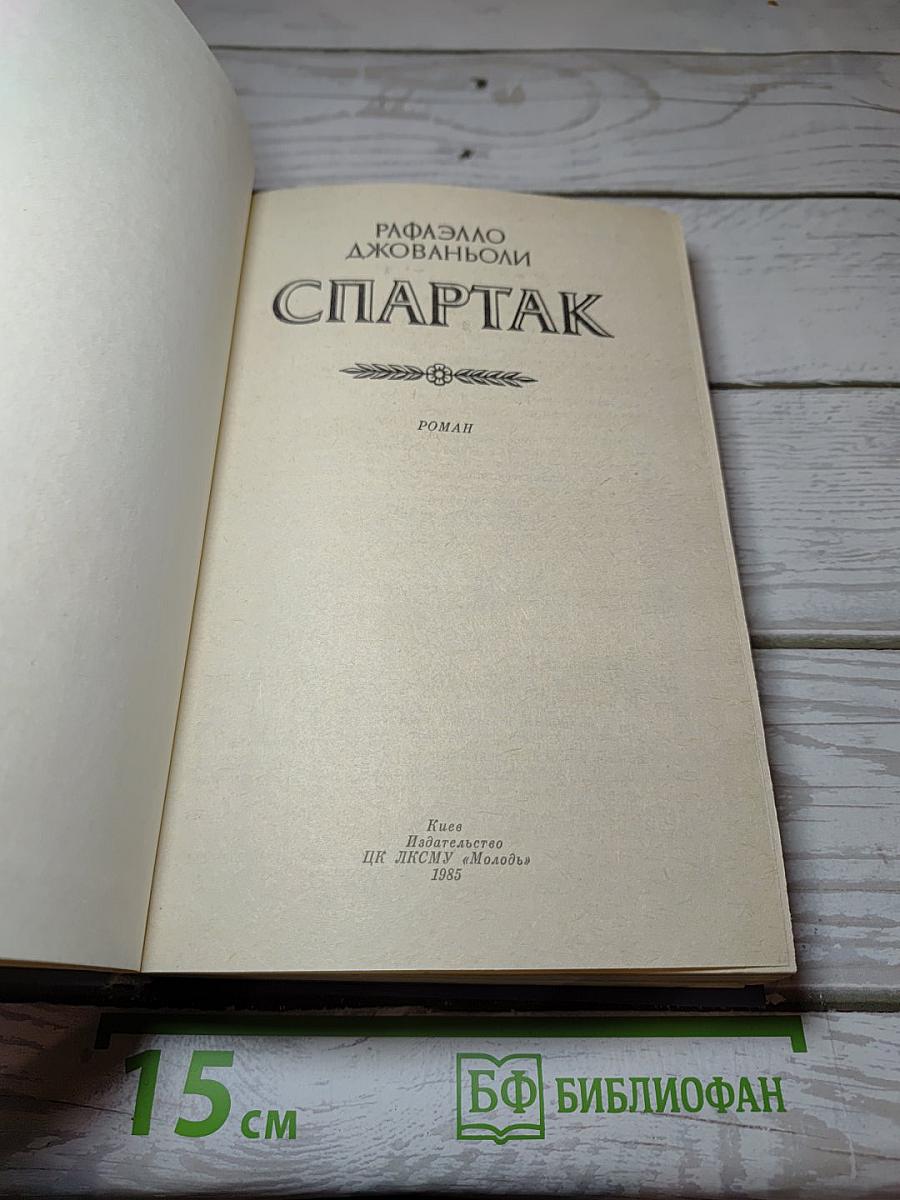 РАФАЭЛЛО
ДЖОВАНЬОЛИ
СПАРТАК
РОМАН
Киев
Издательство
ЦК ЛКСМУ «Молодь»
1985
15 см
БФ БИБЛИОФАН